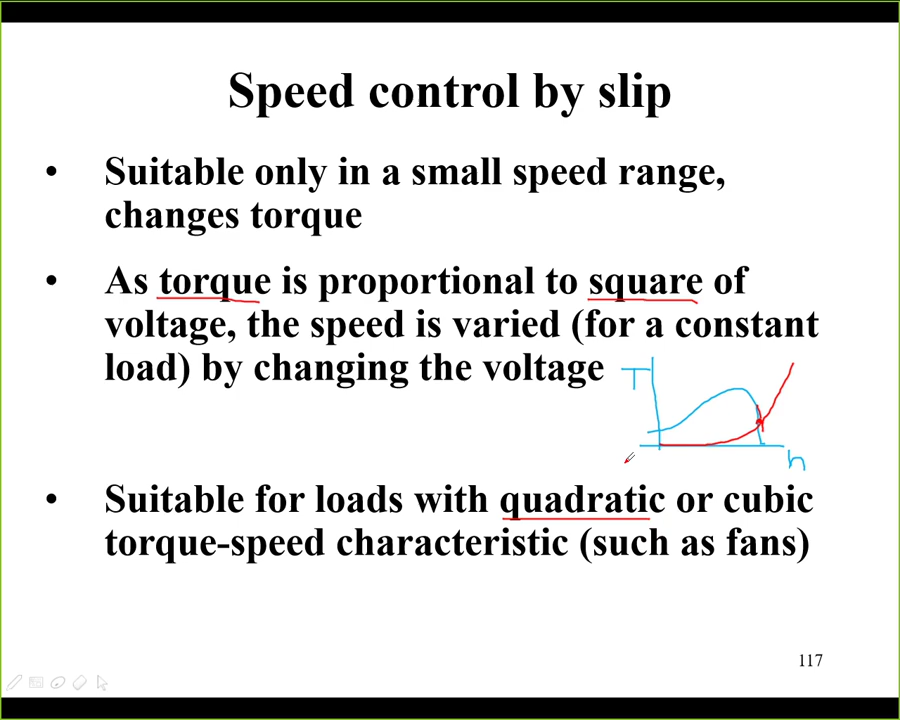 Speed control by slip
• Suitable only in a small speed range,
changes torque
• As torque is proportional to square of
voltage, the speed is varied (for a constant
load) by changing the voltage
T
n
• Suitable for loads with quadratic or cubic
torque-speed characteristic (such as fans)
117